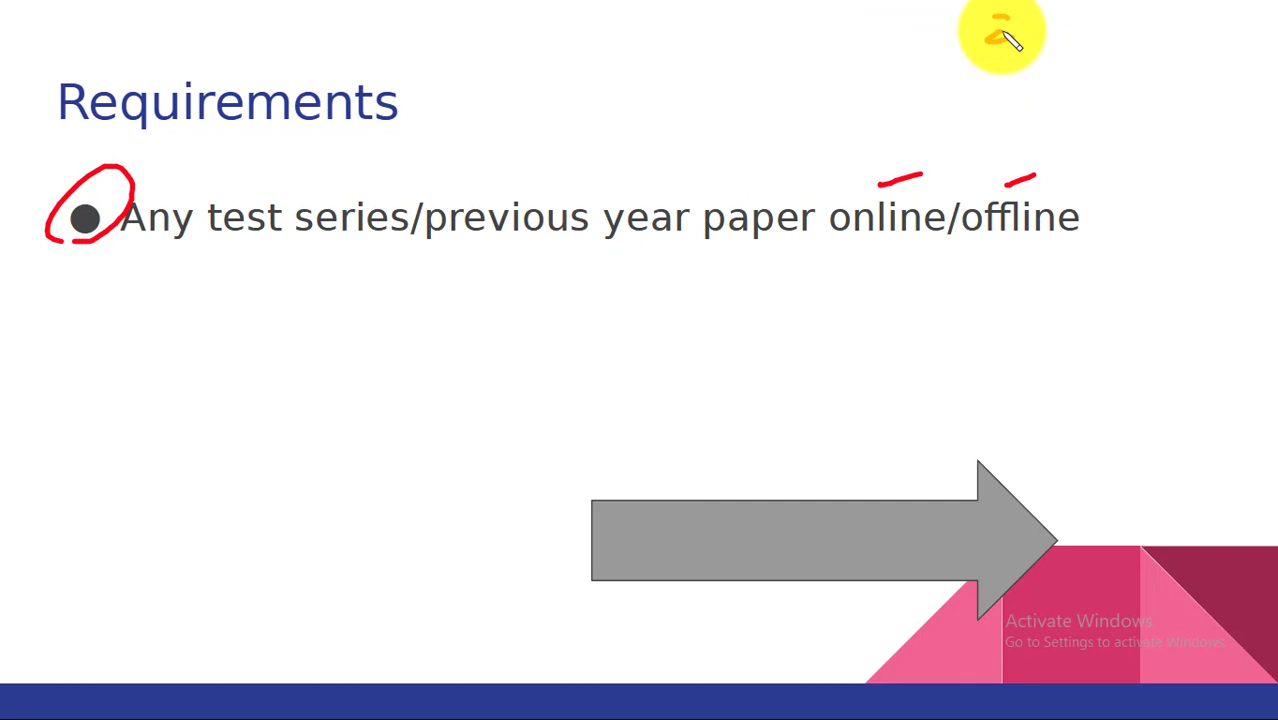 Requirements
● Any test series/previous year paper online/offline
Activate Windows
Go to Settings to activate Windows.